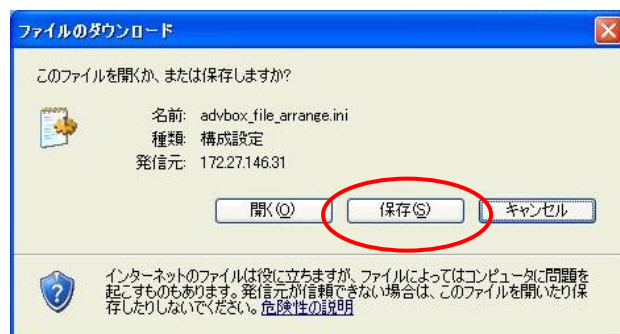 ファイルのダウンロード
このファイルを開くか、または保存しますか?
名前: advbox_file_arrange.ini
種類: 構成設定
発信元: 172.27.146.31
開く(O) 保存(S) キャンセル
インターネットのファイルは役に立ちますが、ファイルによってはコンピュータに問題を
起こすものもあります。発信元が信頼できない場合は、このファイルを開いたり保
存したりしないでください。危険性の説明